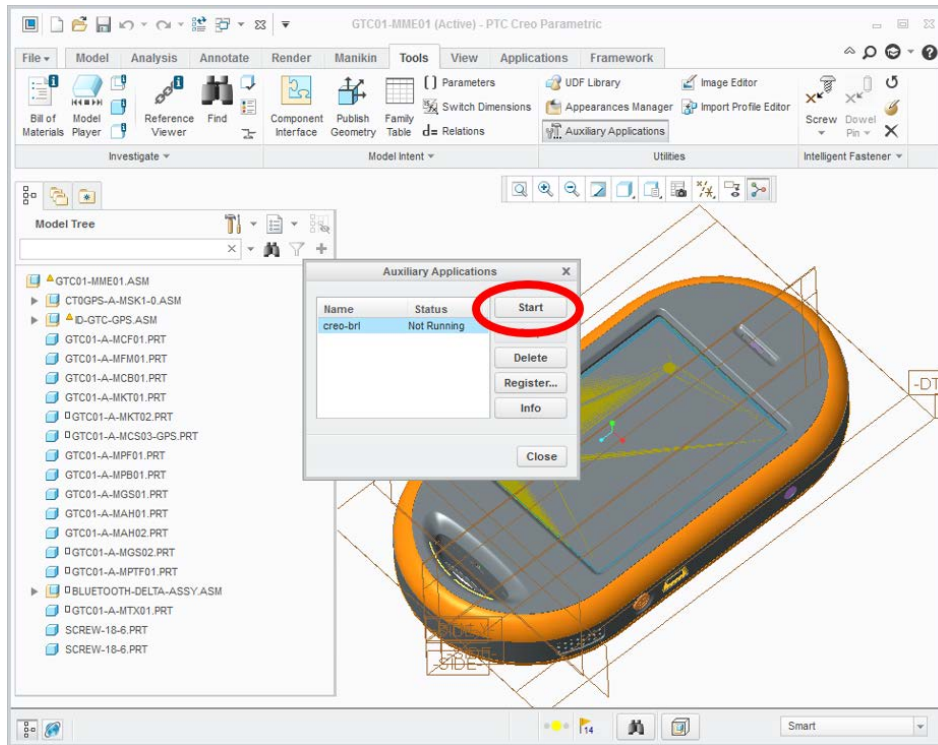 GTC01-MME01 (Active) - PTC Creo Parametric
File Model Analysis Annotate Render Manikin Tools View Applications Framework
Bill of Materials
Model Player
Reference Viewer
Find
Component Interface
Publish Geometry
Family Table
[ ] Parameters
Switch Dimensions
d= Relations
UDF Library
Appearances Manager
Auxiliary Applications
Image Editor
Import Profile Editor
Screw
Dowel Pin
Investigate
Model Intent
Utilities
Intelligent Fastener
Model Tree
GTC01-MME01.ASM
CT0GPS-A-MSK1-0.ASM
ID-GTC-GPS.ASM
GTC01-A-MCF01.PRT
GTC01-A-MFM01.PRT
GTC01-A-MCB01.PRT
GTC01-A-MKT01.PRT
GTC01-A-MKT02.PRT
GTC01-A-MCS03-GPS.PRT
GTC01-A-MPF01.PRT
GTC01-A-MPB01.PRT
GTC01-A-MGS01.PRT
GTC01-A-MAH01.PRT
GTC01-A-MAH02.PRT
GTC01-A-MGS02.PRT
GTC01-A-MPTF01.PRT
BLUETOOTH-DELTA-ASSY.ASM
GTC01-A-MTX01.PRT
SCREW-18-6.PRT
SCREW-18-6.PRT
Auxiliary Applications X
Name Status
creo-brl Not Running
Start
Delete
Register...
Info
Close
-DT
-SIDE-
14
Smart